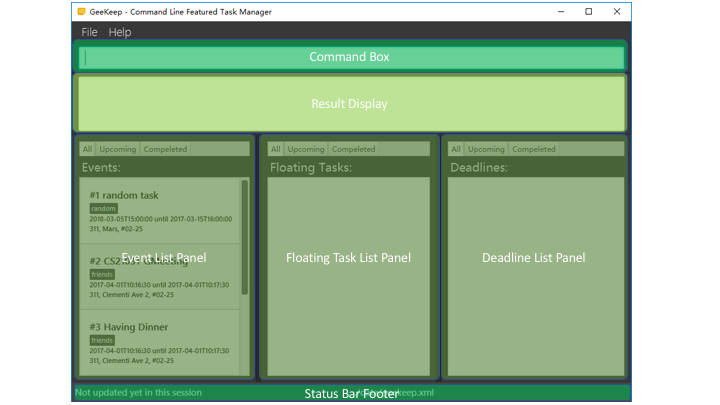 GeeKeep - Command Line Featured Task Manager
File Help
Command Box
Result Display
All Upcoming Compeleted
All Upcoming Compeleted
All Upcoming Compeleted
Events:
Floating Tasks:
Deadlines:
#1 random task
random
2018-03-05T15:00:00 until 2017-03-15T16:00:00
311, Mars, #02-25
Event List Panel
#2
friends
2017-04-01T10:16:30 until 2017-04-01T10:17:30
311, Clementi Ave 2, #02-25
#3 Having Dinner
friends
2017-04-01T10:16:30 until 2017-04-01T10:17:30
311, Clementi Ave 2, #02-25
Floating Task List Panel
Deadline List Panel
Not updated yet in this session
Status Bar Footer